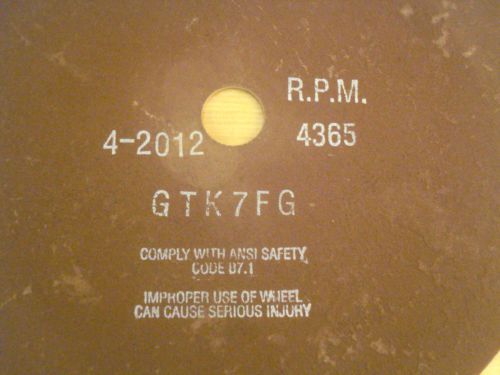 R.P.M.
4-2012 4365
GTK7FG
COMPLY WITH ANSI SAFETY
CODE B7.1
IMPROPER USE OF WHEEL
CAN CAUSE SERIOUS INJURY